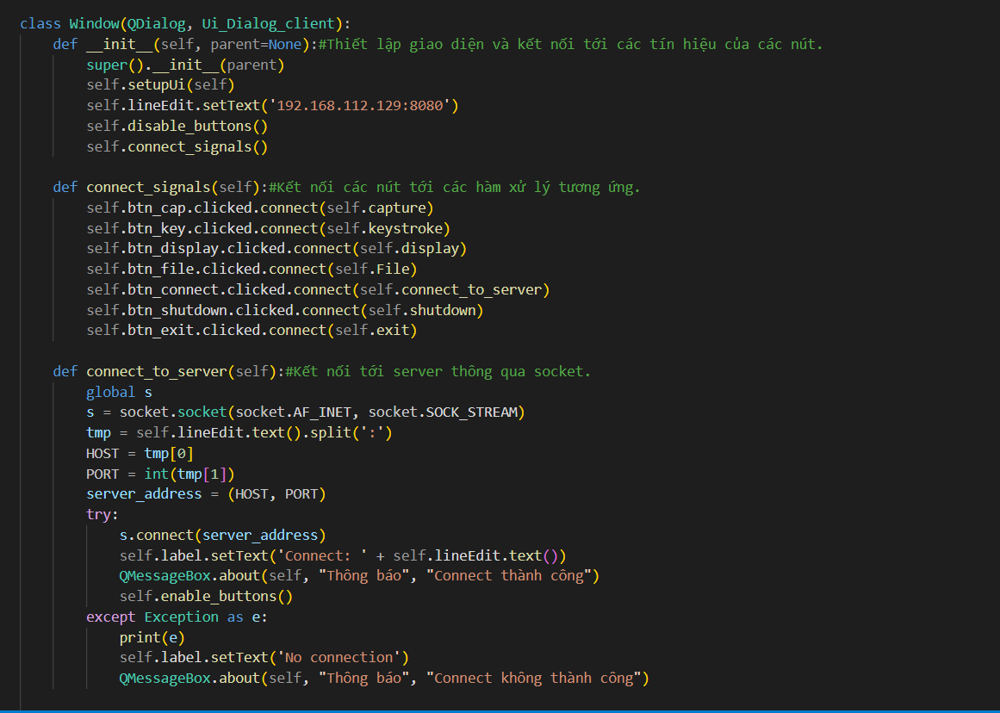 class Window(QDialog, Ui_Dialog_client):
    def __init__(self, parent=None):#Thiết lập giao diện và kết nối tới các tín hiệu của các nút.
        super().__init__(parent)
        self.setupUi(self)
        self.lineEdit.setText('192.168.112.129:8080')
        self.disable_buttons()
        self.connect_signals()

    def connect_signals(self):#Kết nối các nút tới các hàm xử lý tương ứng.
        self.btn_cap.clicked.connect(self.capture)
        self.btn_key.clicked.connect(self.keystroke)
        self.btn_display.clicked.connect(self.display)
        self.btn_file.clicked.connect(self.File)
        self.btn_connect.clicked.connect(self.connect_to_server)
        self.btn_shutdown.clicked.connect(self.shutdown)
        self.btn_exit.clicked.connect(self.exit)

    def connect_to_server(self):#Kết nối tới server thông qua socket.
        global s
        s = socket.socket(socket.AF_INET, socket.SOCK_STREAM)
        tmp = self.lineEdit.text().split(':')
        HOST = tmp[0]
        PORT = int(tmp[1])
        server_address = (HOST, PORT)
        try:
            s.connect(server_address)
            self.label.setText('Connect: ' + self.lineEdit.text())
            QMessageBox.about(self, "Thông báo", "Connect thành công")
            self.enable_buttons()
        except Exception as e:
            print(e)
            self.label.setText('No connection')
            QMessageBox.about(self, "Thông báo", "Connect không thành công")